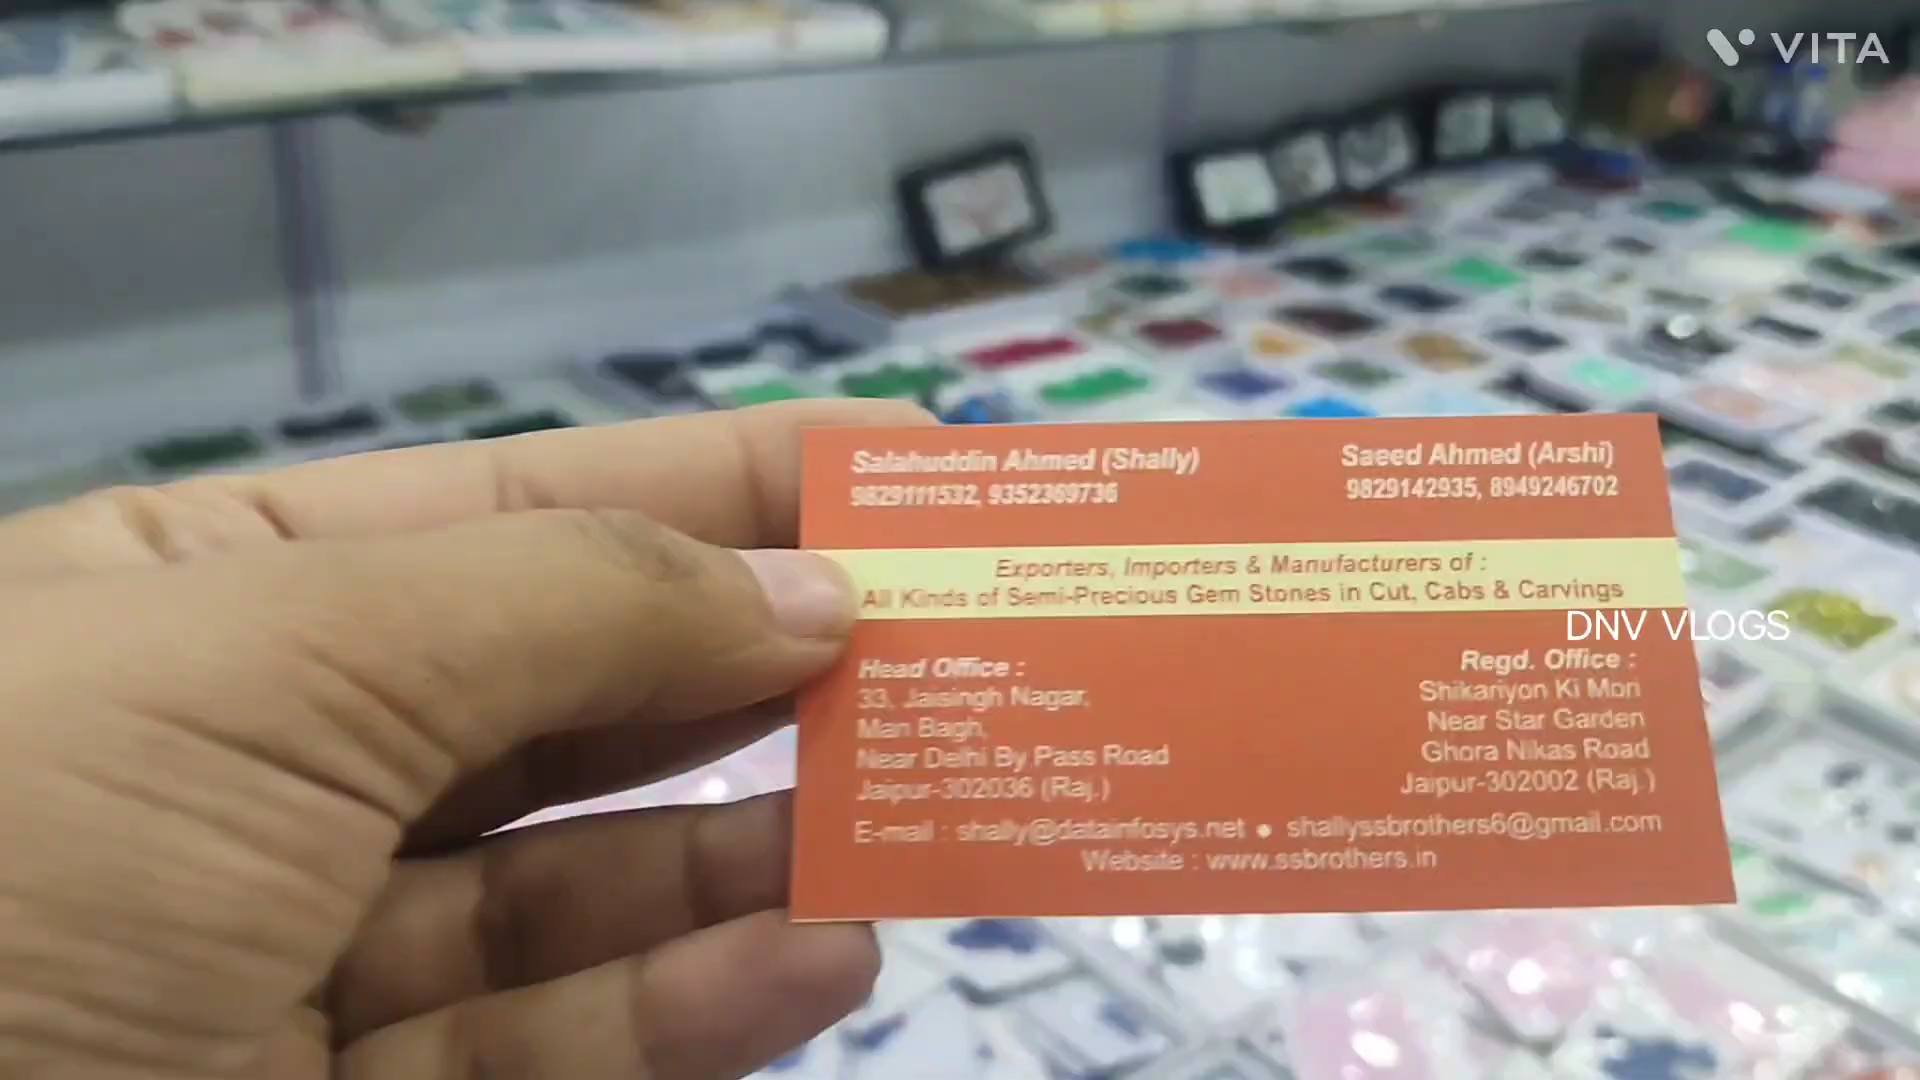 VITA
Salahuddin Ahmed (Shally)
9829111532, 9352369736
Saeed Ahmed (Arshi)
9829142935, 8949246702
Exporters, Importers & Manufacturers of :
All Kinds of Semi-Precious Gem Stones in Cut, Cabs & Carvings
DNV VLOGS
Head Office :
33, Jaisingh Nagar,
Man Bagh,
Near Delhi By Pass Road
Jaipur-302036 (Raj.)
Regd. Office :
Shikariyon Ki Mori
Near Star Garden
Ghora Nikas Road
Jaipur-302002 (Raj.)
E-mail : shally@datainfosys.net ● shallyssbrothers6@gmail.com
Website : www.ssbrothers.in